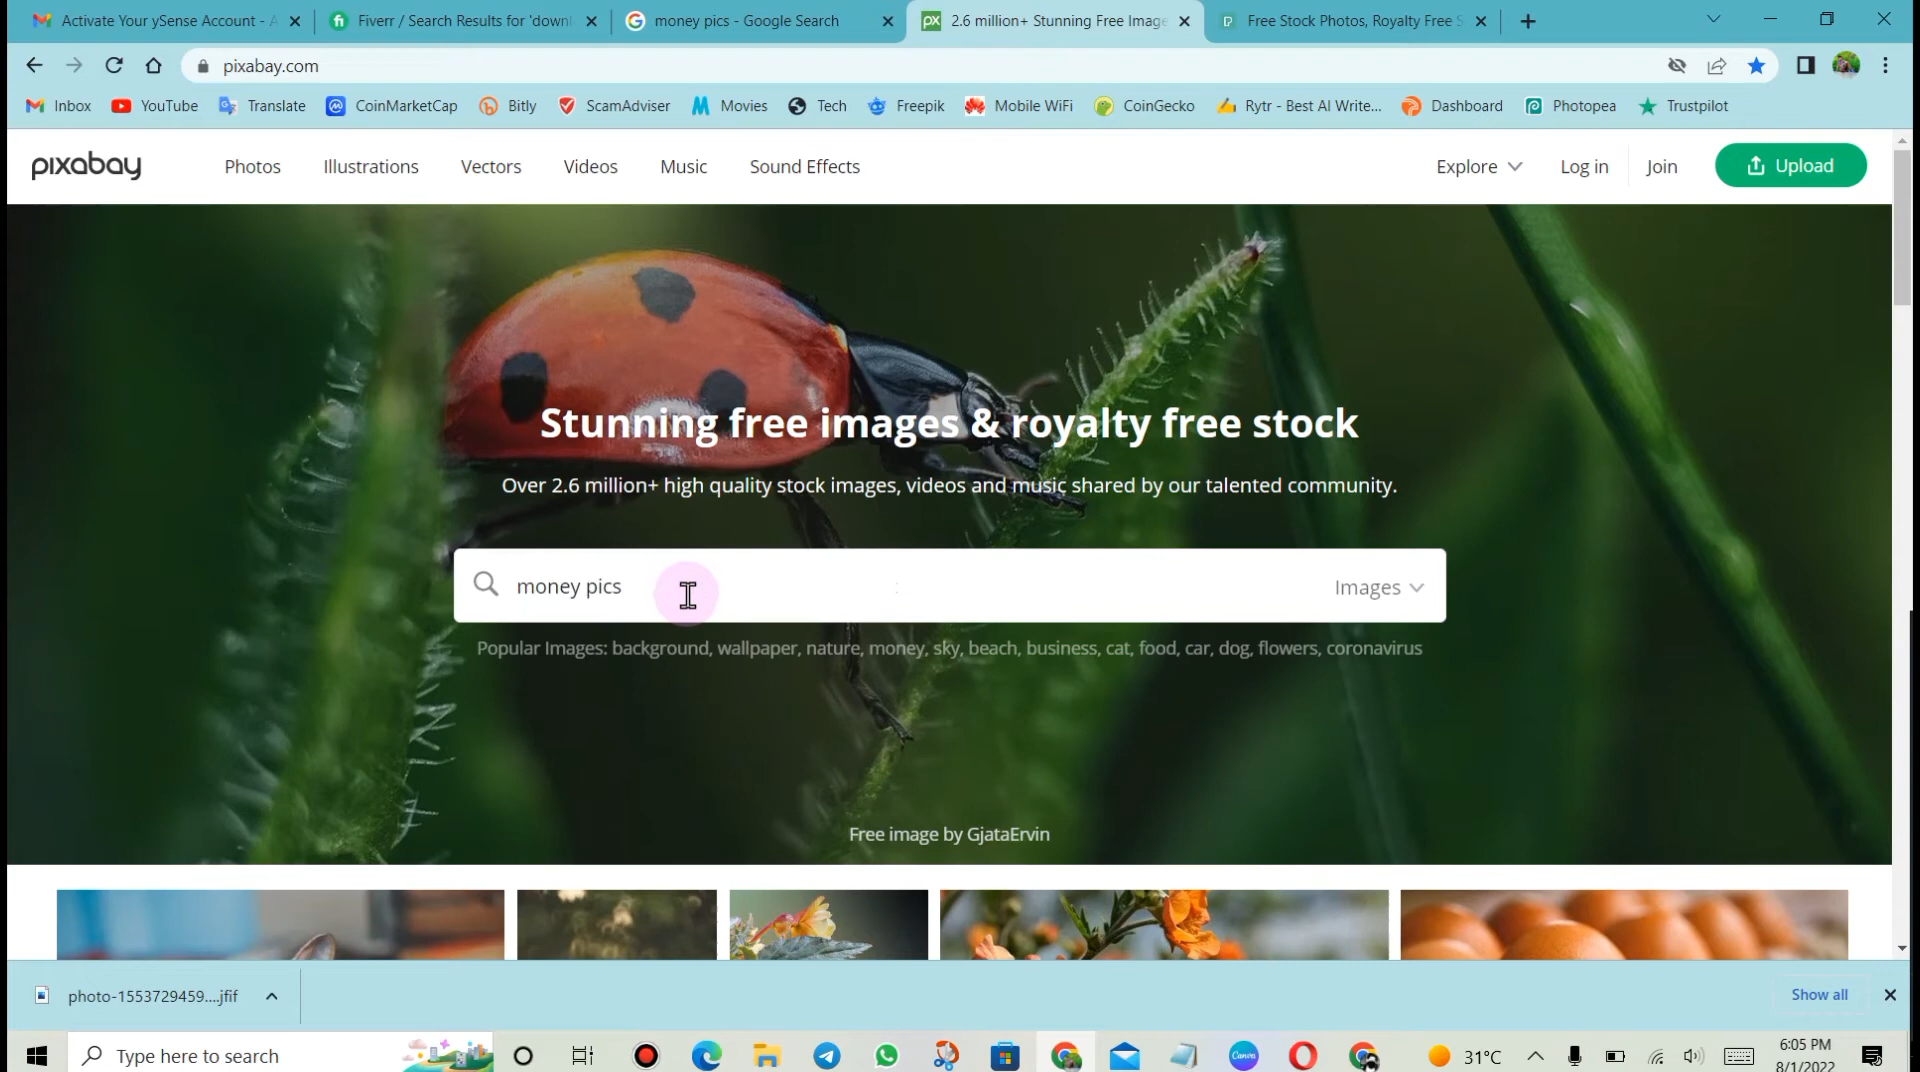 Activate Your ySense Account - A
Fiverr / Search Results for 'downl
money pics - Google Search
2.6 million+ Stunning Free Image
Free Stock Photos, Royalty Free S
pixabay.com
Inbox
YouTube
Translate
CoinMarketCap
Bitly
ScamAdviser
Movies
Tech
Freepik
Mobile WiFi
CoinGecko
Rytr - Best AI Write...
Dashboard
Photopea
Trustpilot
pixabay
Photos
Illustrations
Vectors
Videos
Music
Sound Effects
Explore
Log in
Join
Upload
Stunning free images & royalty free stock
Over 2.6 million+ high quality stock images, videos and music shared by our talented community.
money pics
Images
Popular Images: background, wallpaper, nature, money, sky, beach, business, cat, food, car, dog, flowers, coronavirus
Free image by GjataErvin
photo-1553729459....jfif
Show all
Type here to search
Canva
31°C
6:05 PM
8/1/2022